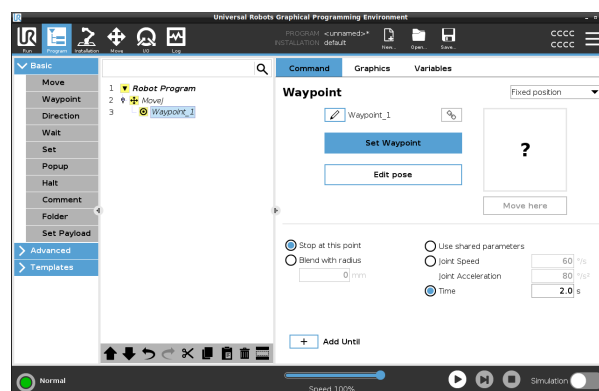 Universal Robots Graphical Programming Environment
Run Program Installation Move I/O Log
PROGRAM <unnamed>*
INSTALLATION default
New... Open... Save...
CCCC
CCCC
Basic
Move
Waypoint
Direction
Wait
Set
Popup
Halt
Comment
Folder
Set Payload
Advanced
Templates
1 Robot Program
2 MoveJ
3 Waypoint_1
Command Graphics Variables
Waypoint
Fixed position
Waypoint_1
Set Waypoint
Edit pose
?
Move here
Stop at this point
Blend with radius
0 mm
Use shared parameters
Joint Speed 60 °/s
Joint Acceleration 80 °/s²
Time 2.0 s
+ Add Until
Normal
Speed 100%
Simulation